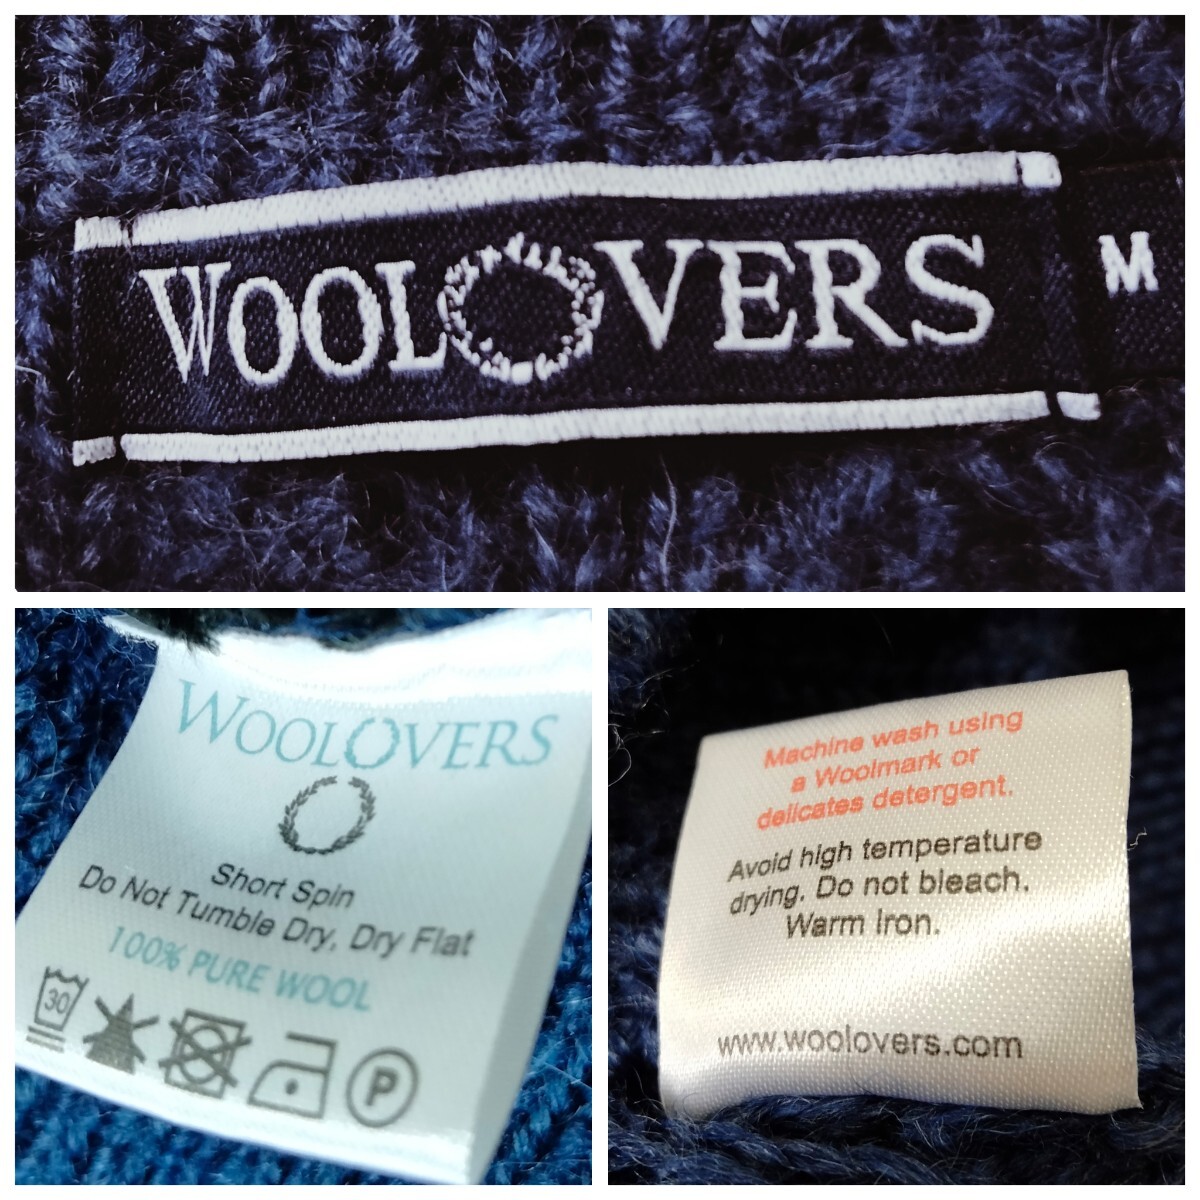 WOOLOVERS
M
WOOLOVERS
Short Spin
Do Not Tumble Dry, Dry Flat
100% PURE WOOL
30
P
Machine wash using
a Woolmark or
delicates detergent.
Avoid high temperature
drying. Do not bleach.
Warm Iron.
www.woolovers.com